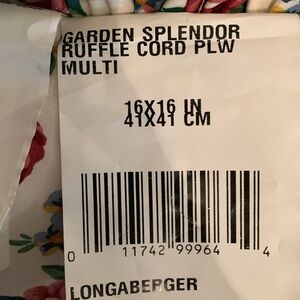 GARDEN SPLENDOR
RUFFLE CORD PLW
MULTI
16X16 IN
41X41 CM
0 11742 99964 4
LONGABERGER